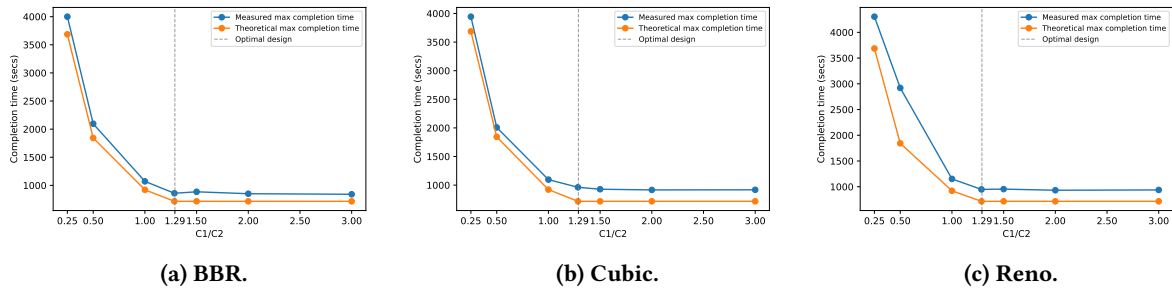 Completion time (secs)
4000
3500
3000
2500
2000
1500
1000
0.25 0.50 1.00 1.29 1.50 2.00 2.50 3.00
C1/C2
Measured max completion time
Theoretical max completion time
Optimal design
(a) BBR.
Completion time (secs)
4000
3500
3000
2500
2000
1500
1000
0.25 0.50 1.00 1.29 1.50 2.00 2.50 3.00
C1/C2
Measured max completion time
Theoretical max completion time
Optimal design
(b) Cubic.
Completion time (secs)
4000
3500
3000
2500
2000
1500
1000
0.25 0.50 1.00 1.29 1.50 2.00 2.50 3.00
C1/C2
Measured max completion time
Theoretical max completion time
Optimal design
(c) Reno.